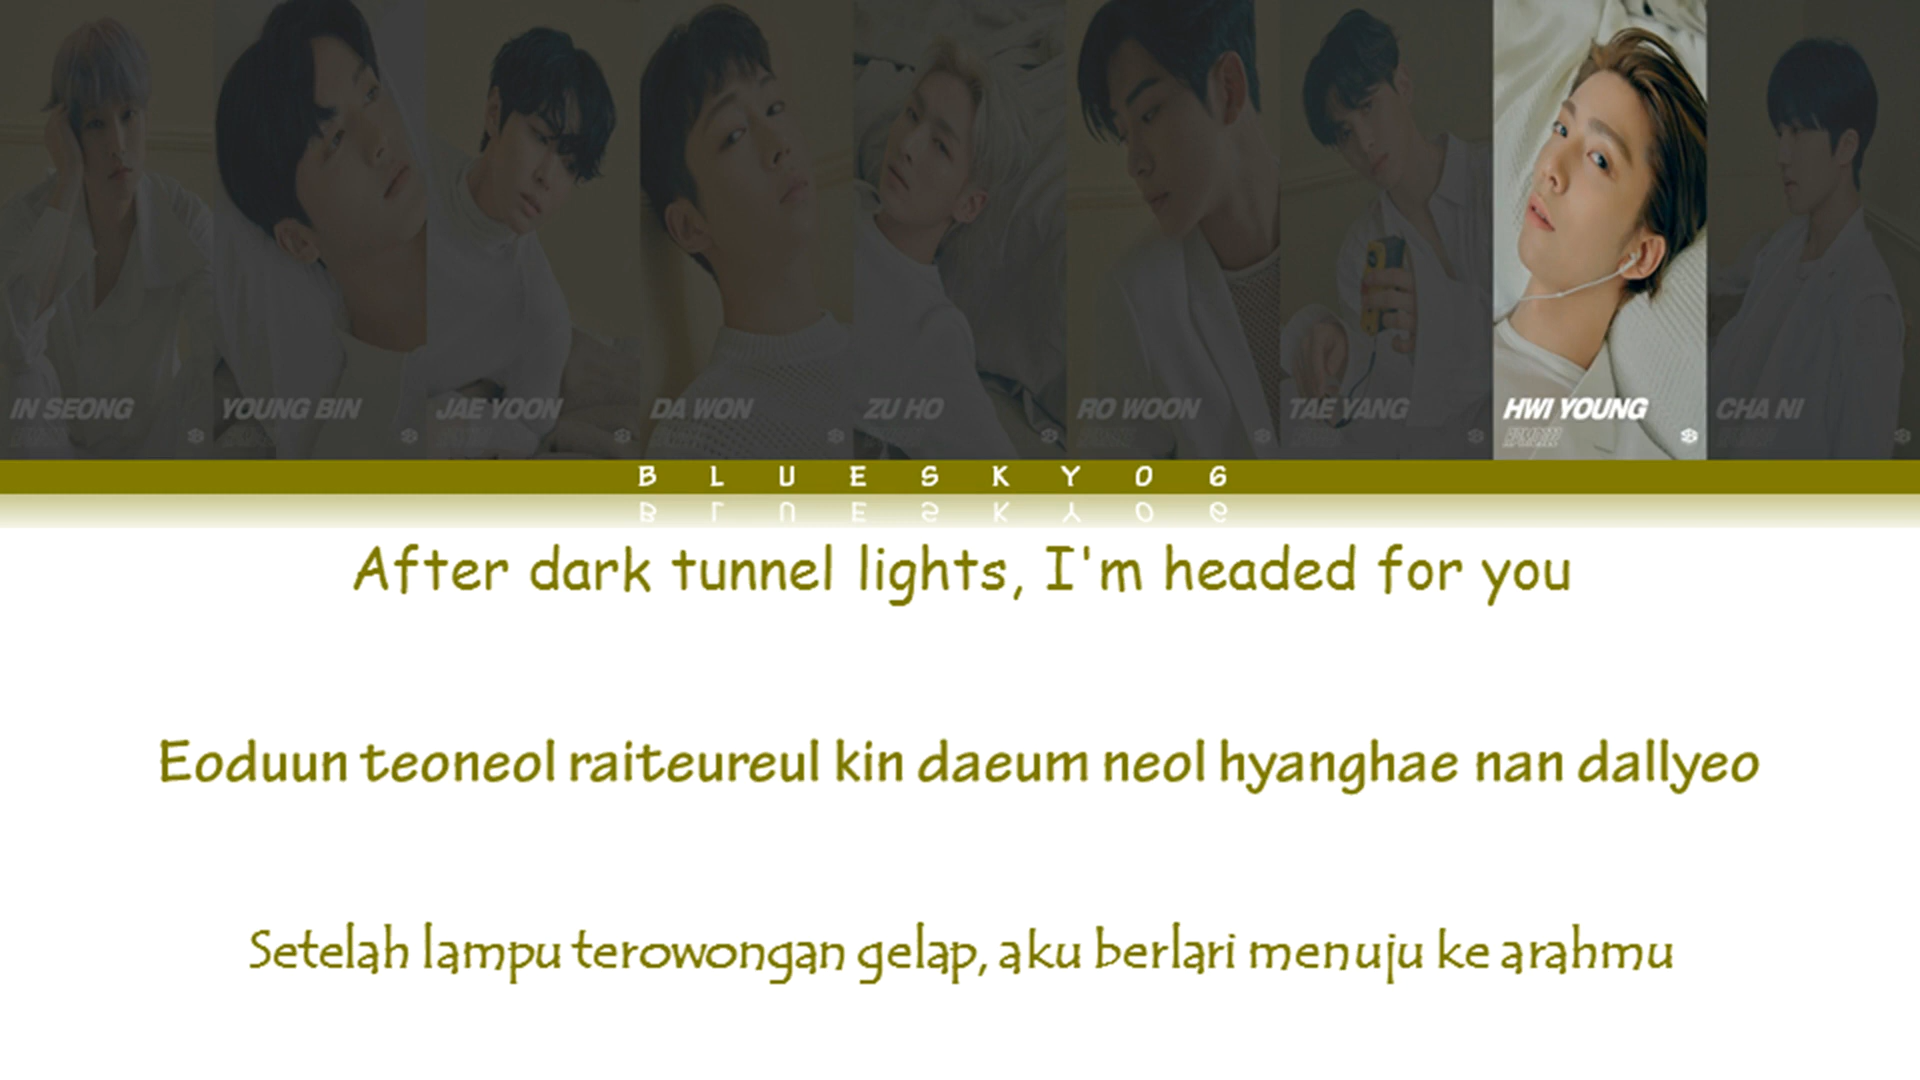 IN SEONG
YOUNG BIN
JAE YOON
DA WON
ZU HO
RO WOON
TAE YANG
HWI YOUNG
CHA NI
BLUESKY06
After dark tunnel lights, I'm headed for you
Eoduun teoneol raiteureul kin daeum neol hyanghae nan dallyeo
Setelah lampu terowongan gelap, aku berlari menuju ke arahmu